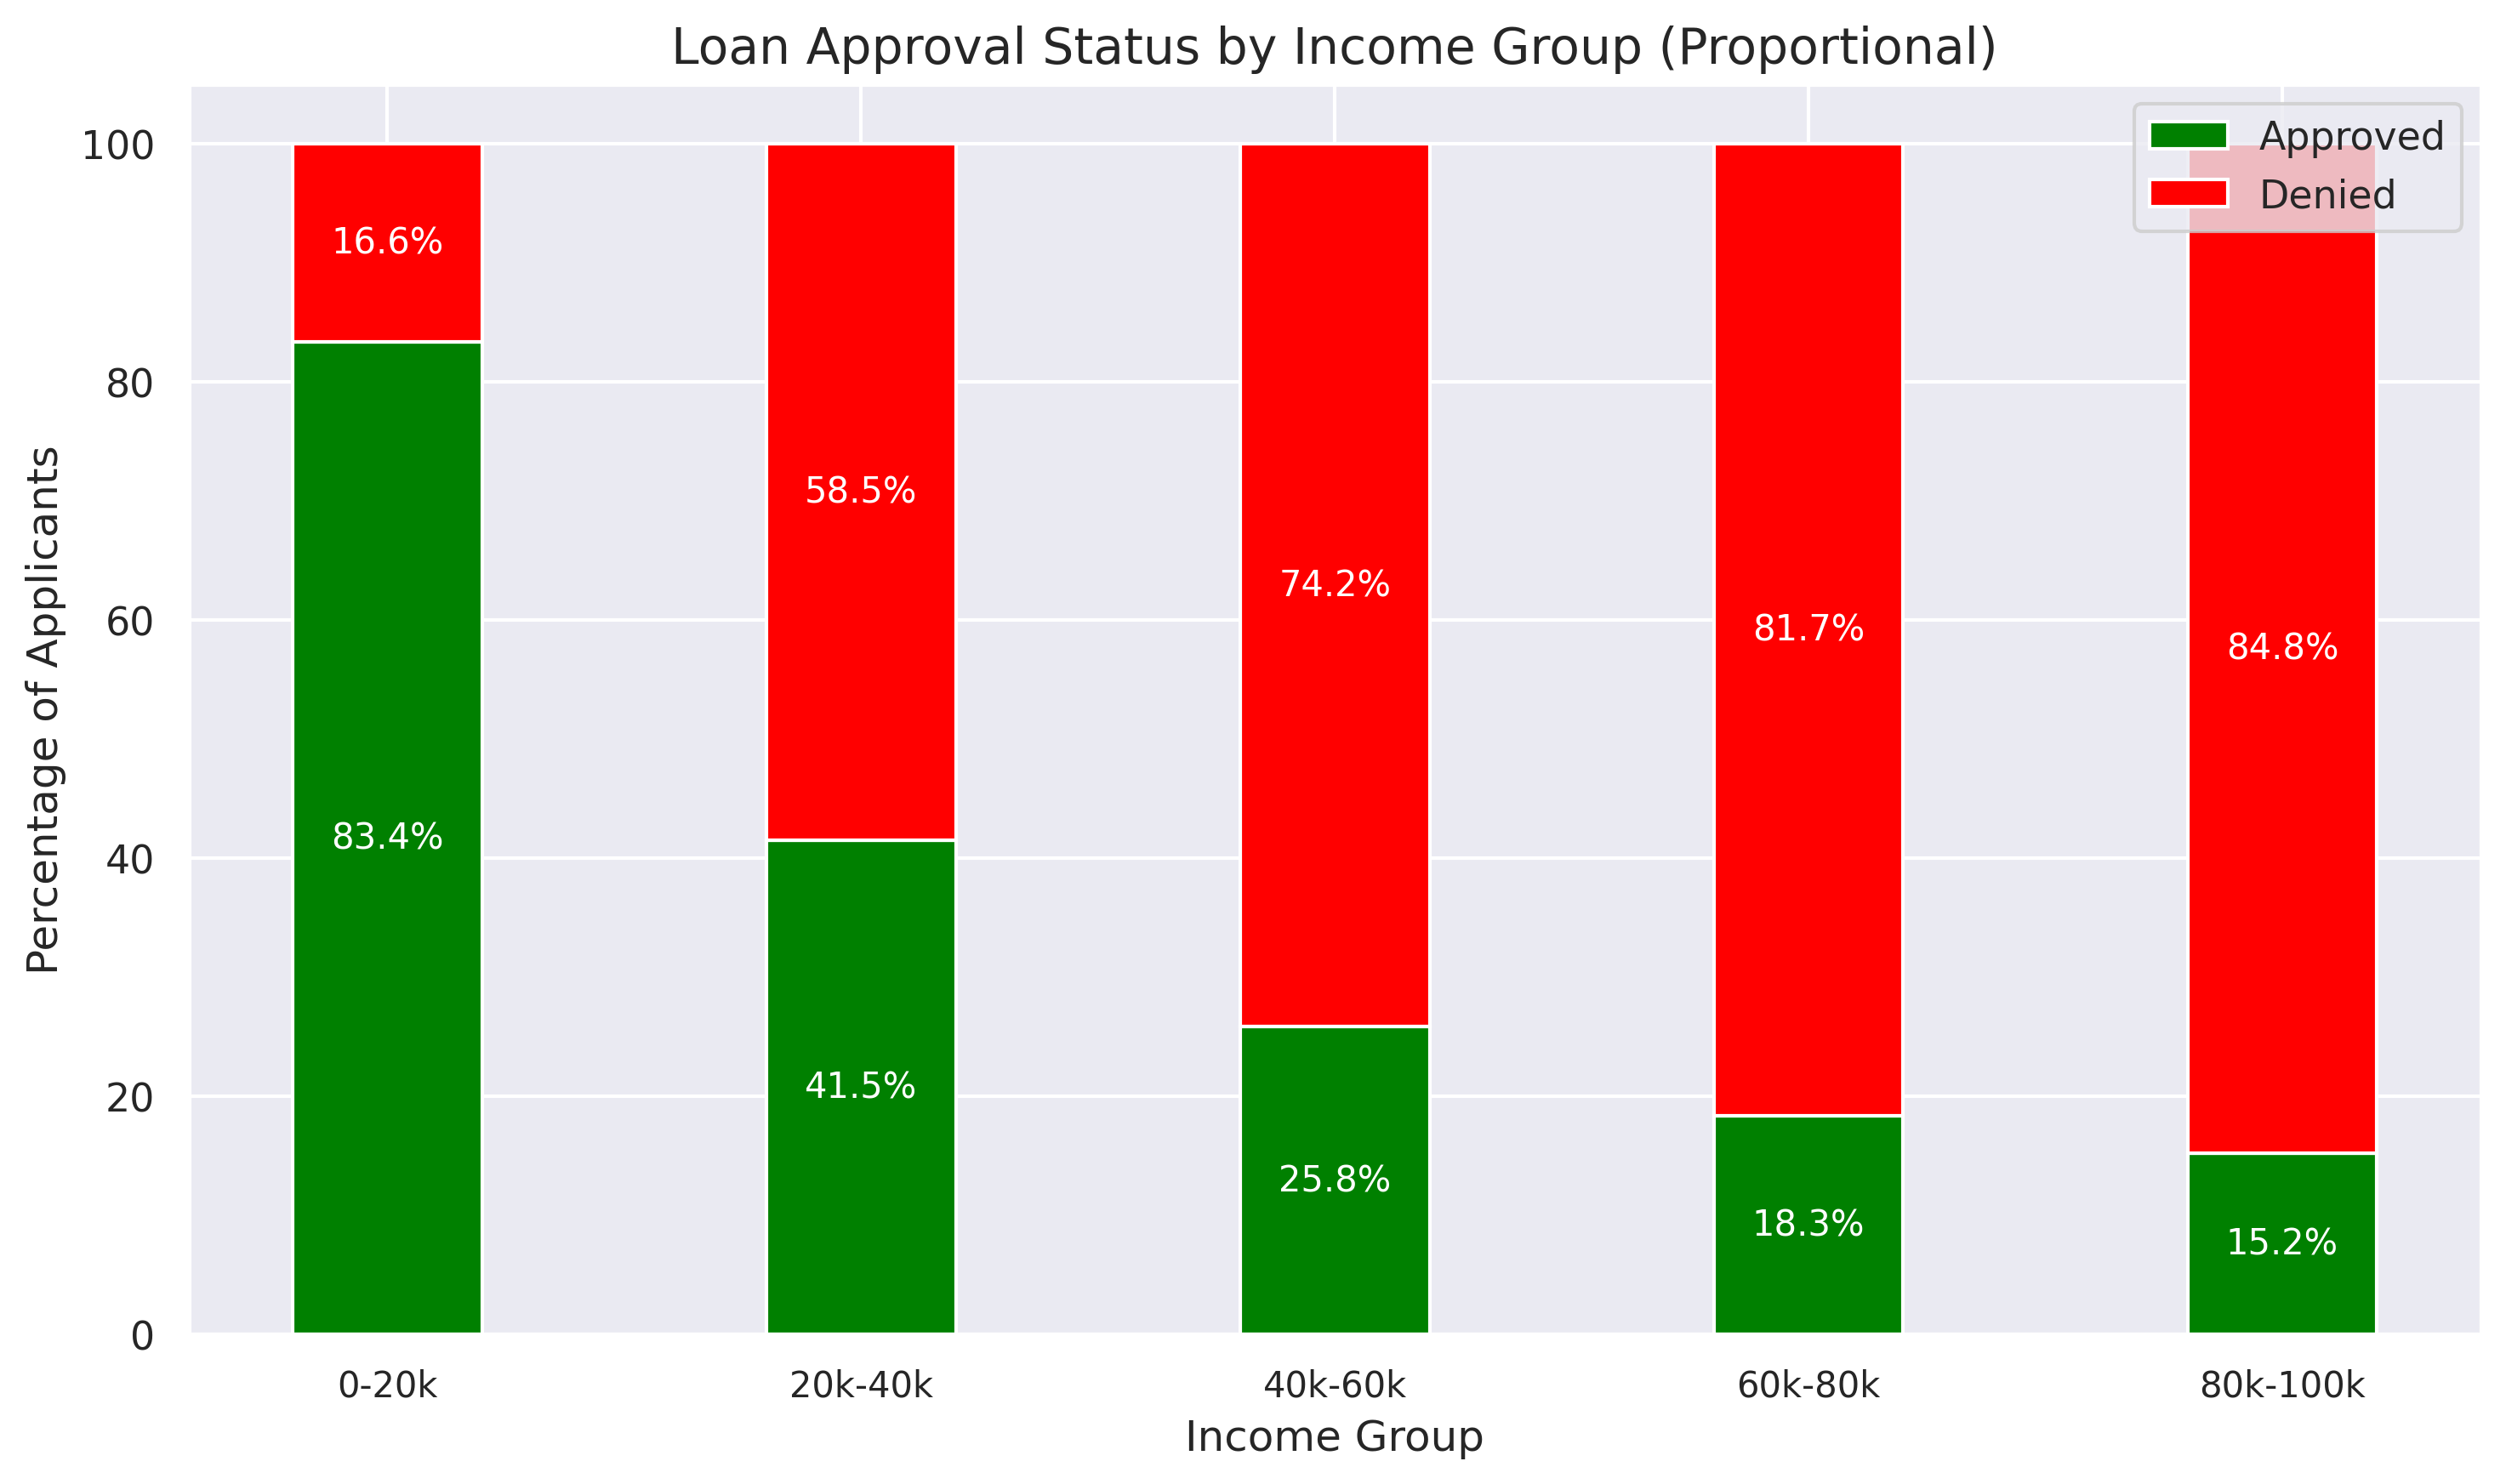 Loan Approval Status by Income Group (Proportional)
Approved
Denied
Percentage of Applicants
100
80
60
40
20
0
16.6%
83.4%
58.5%
41.5%
74.2%
25.8%
81.7%
18.3%
84.8%
15.2%
0-20k
20k-40k
40k-60k
60k-80k
80k-100k
Income Group